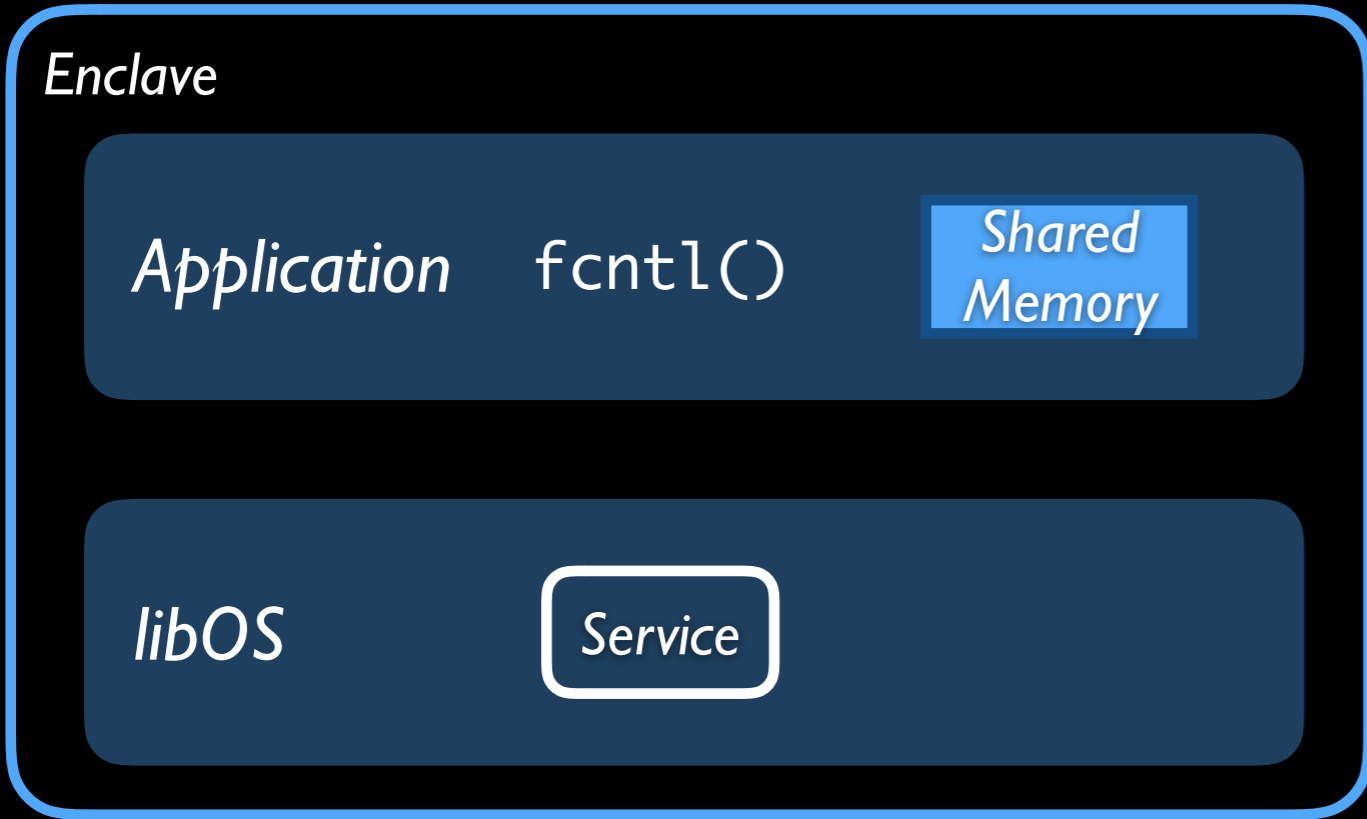 Enclave
Application fcntl() Shared
Memory
libOS Service